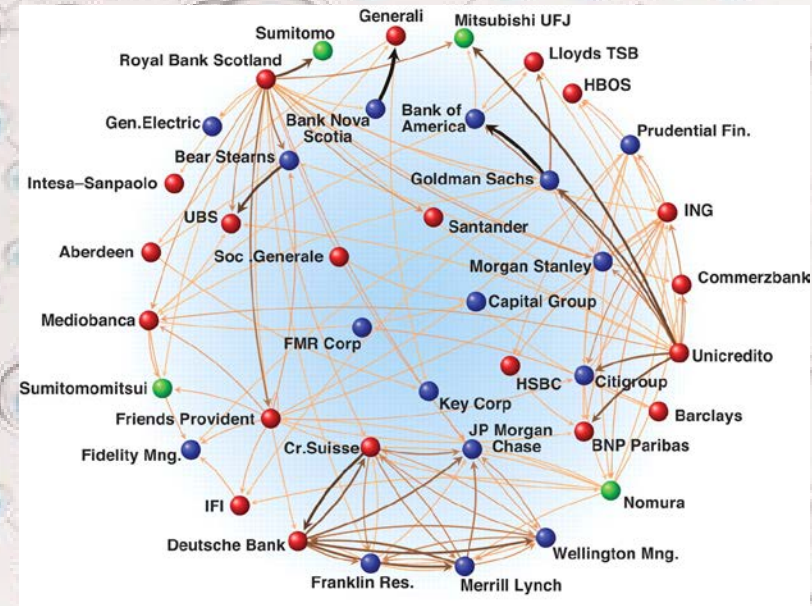 Generali
Mitsubishi UFJ
Sumitomo
Royal Bank Scotland
Lloyds TSB
HBOS
Gen.Electric
Bank Nova
Scotia
Bank of
America
Prudential Fin.
Bear Stearns
Goldman Sachs
Intesa–Sanpaolo
ING
UBS
Santander
Aberdeen
Soc .Generale
Morgan Stanley
Commerzbank
Mediobanca
Capital Group
FMR Corp
Unicredito
Sumitomomitsui
HSBC
Citigroup
Key Corp
Barclays
Friends Provident
JP Morgan
Chase
BNP Paribas
Fidelity Mng.
Cr.Suisse
Nomura
IFI
Deutsche Bank
Wellington Mng.
Franklin Res.
Merrill Lynch